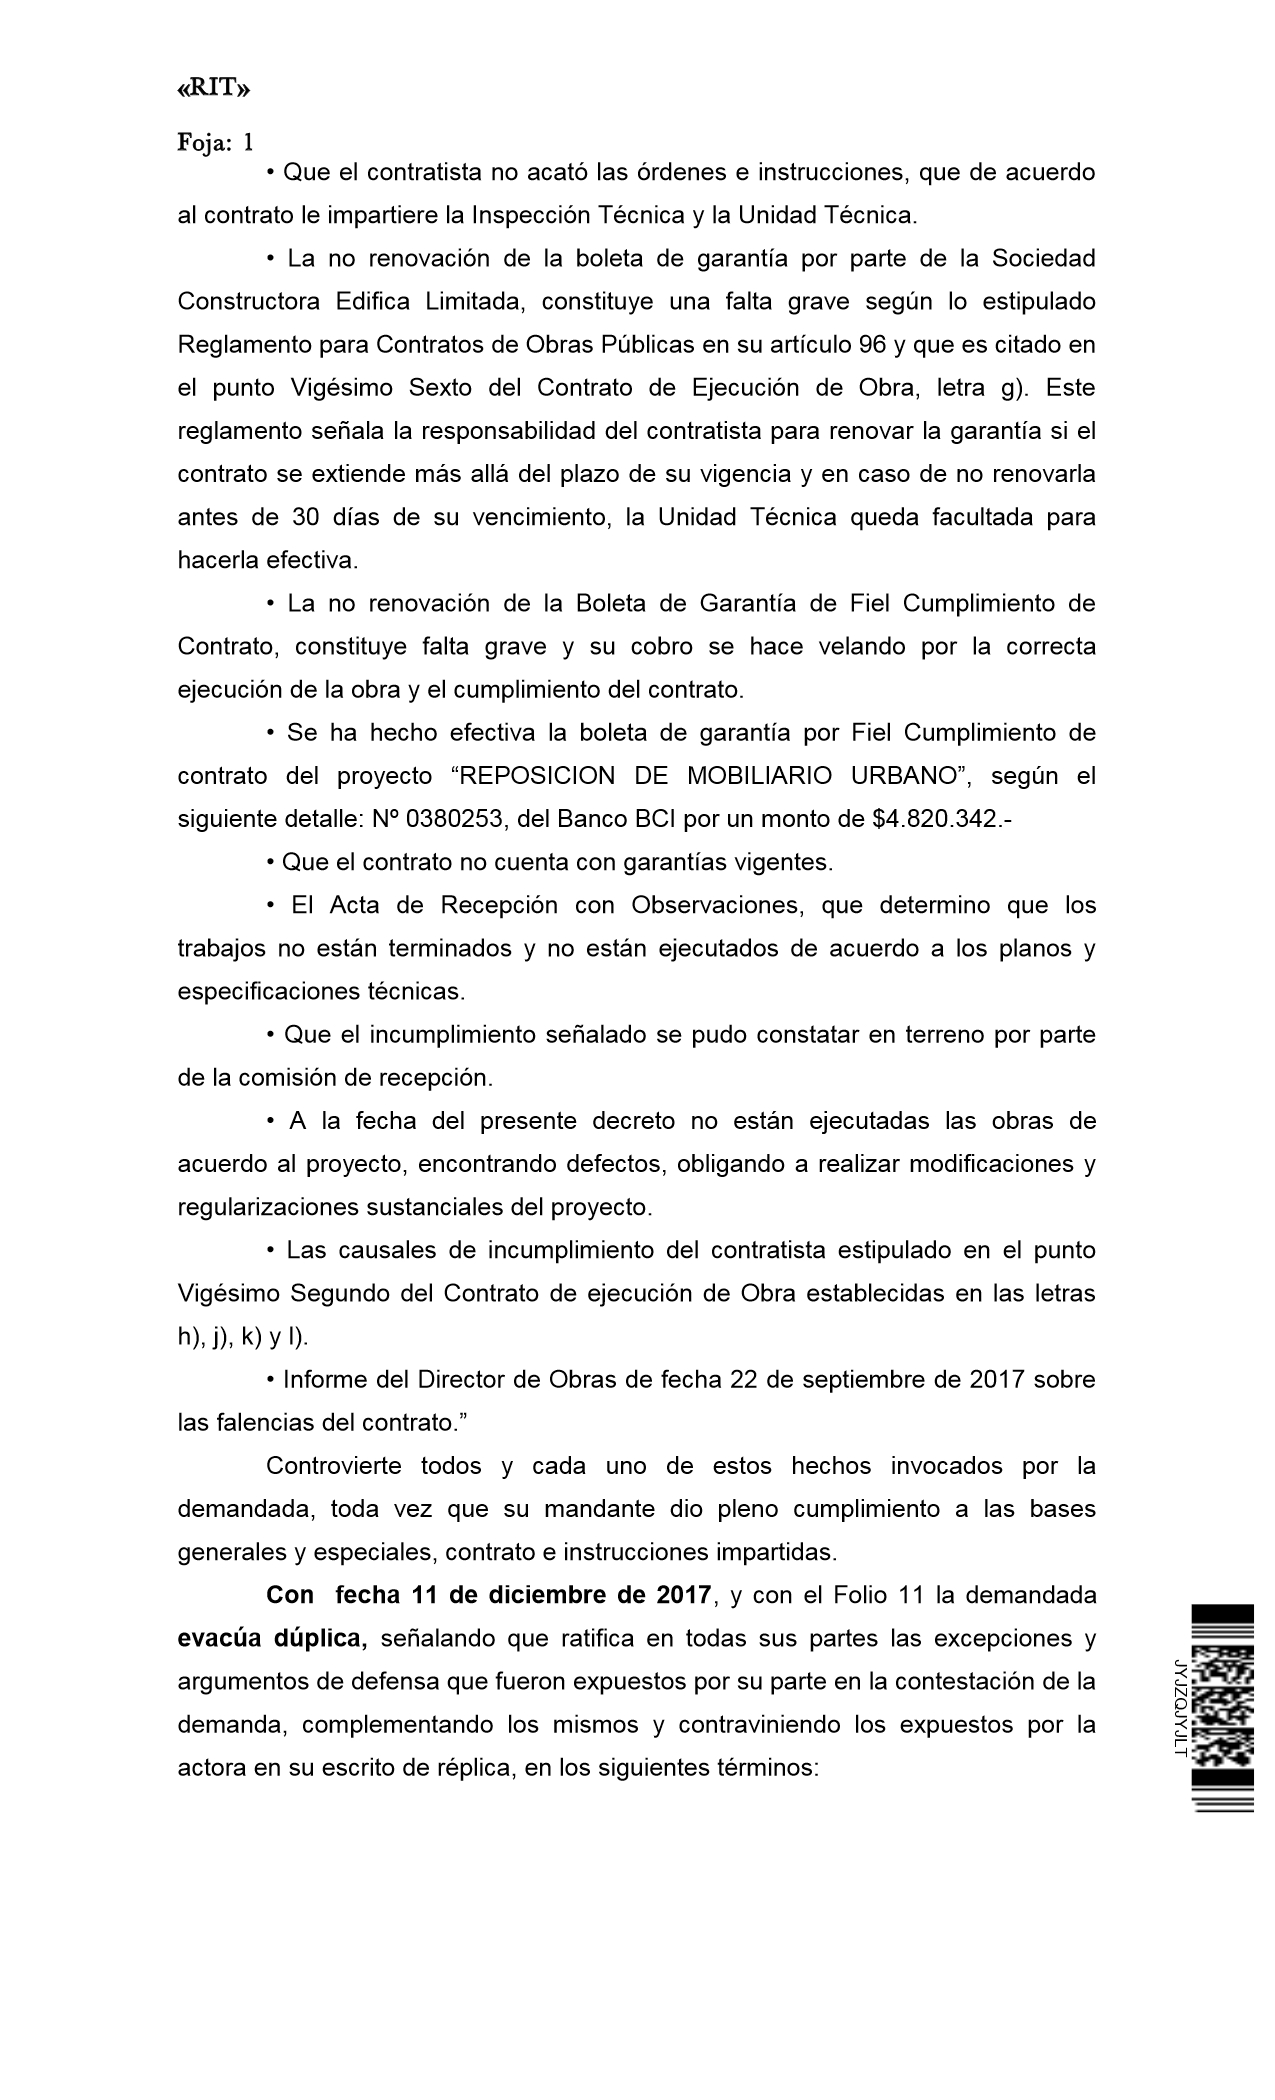 «RIT»
Foja: 1
• Que el contratista no acató las órdenes e instrucciones, que de acuerdo
al contrato le impartiere la Inspección Técnica y la Unidad Técnica.
• La no renovación de la boleta de garantía por parte de la Sociedad
Constructora Edifica Limitada, constituye una falta grave según lo estipulado
Reglamento para Contratos de Obras Públicas en su artículo 96 y que es citado en
el punto Vigésimo Sexto del Contrato de Ejecución de Obra, letra g). Este
reglamento señala la responsabilidad del contratista para renovar la garantía si el
contrato se extiende más allá del plazo de su vigencia y en caso de no renovarla
antes de 30 días de su vencimiento, la Unidad Técnica queda facultada para
hacerla efectiva.
• La no renovación de la Boleta de Garantía de Fiel Cumplimiento de
Contrato, constituye falta grave y su cobro se hace velando por la correcta
ejecución de la obra y el cumplimiento del contrato.
• Se ha hecho efectiva la boleta de garantía por Fiel Cumplimiento de
contrato del proyecto “REPOSICION DE MOBILIARIO URBANO”, según el
siguiente detalle: Nº 0380253, del Banco BCI por un monto de $4.820.342.-
• Que el contrato no cuenta con garantías vigentes.
• El Acta de Recepción con Observaciones, que determino que los
trabajos no están terminados y no están ejecutados de acuerdo a los planos y
especificaciones técnicas.
• Que el incumplimiento señalado se pudo constatar en terreno por parte
de la comisión de recepción.
• A la fecha del presente decreto no están ejecutadas las obras de
acuerdo al proyecto, encontrando defectos, obligando a realizar modificaciones y
regularizaciones sustanciales del proyecto.
• Las causales de incumplimiento del contratista estipulado en el punto
Vigésimo Segundo del Contrato de ejecución de Obra establecidas en las letras
h), j), k) y l).
• Informe del Director de Obras de fecha 22 de septiembre de 2017 sobre
las falencias del contrato.”
Controvierte todos y cada uno de estos hechos invocados por la
demandada, toda vez que su mandante dio pleno cumplimiento a las bases
generales y especiales, contrato e instrucciones impartidas.
Con fecha 11 de diciembre de 2017, y con el Folio 11 la demandada
evacúa dúplica, señalando que ratifica en todas sus partes las excepciones y
argumentos de defensa que fueron expuestos por su parte en la contestación de la
demanda, complementando los mismos y contraviniendo los expuestos por la
actora en su escrito de réplica, en los siguientes términos:
JYJZQJYJLT